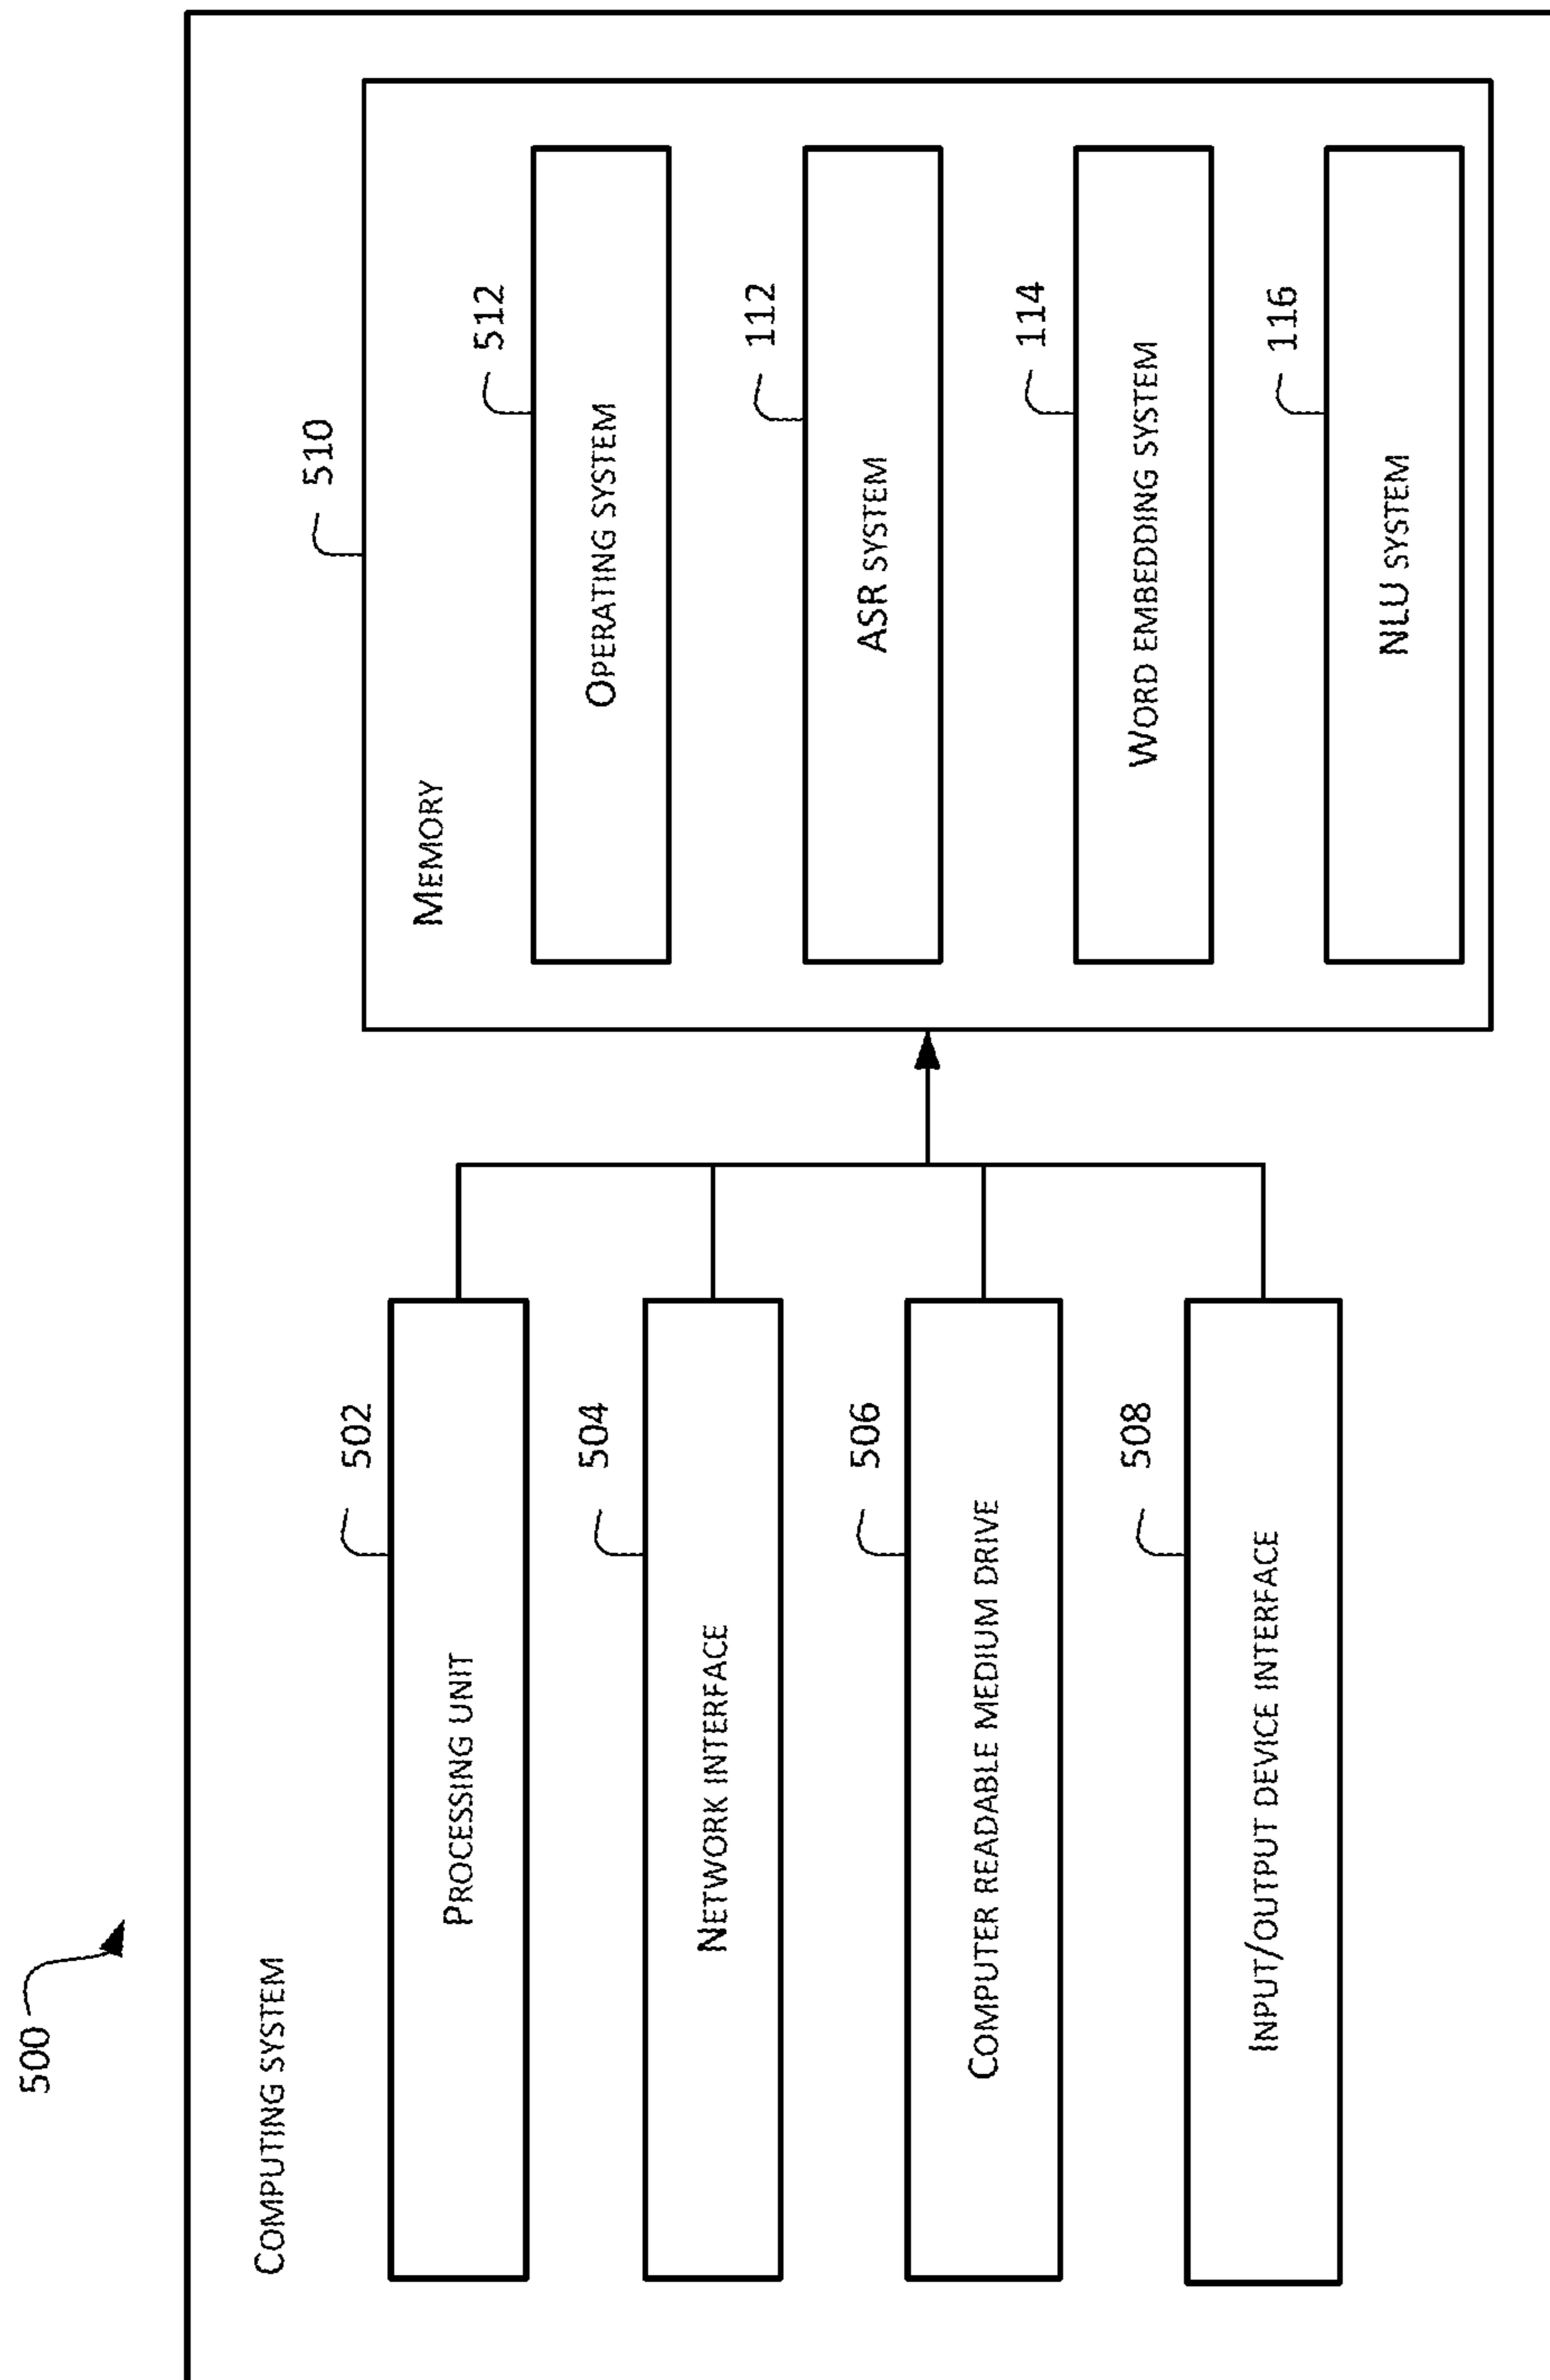 500
COMPUTING SYSTEM
502
PROCESSING UNIT
504
NETWORK INTERFACE
506
COMPUTER READABLE MEDIUM DRIVE
508
INPUT/OUTPUT DEVICE INTERFACE
510
MEMORY
512
OPERATING SYSTEM
112
ASR SYSTEM
114
WORD EMBEDDING SYSTEM
116
NLU SYSTEM